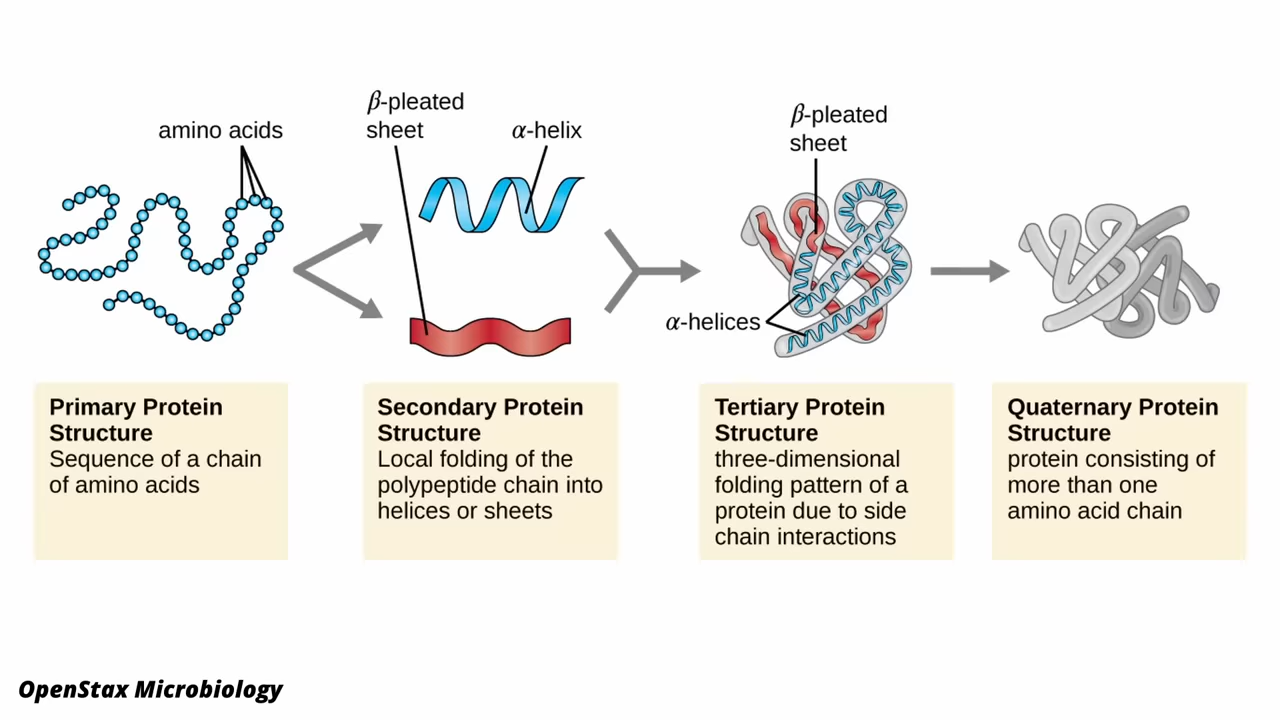 amino acids
β-pleated
sheet
α-helix
β-pleated
sheet
α-helices
Primary Protein
Structure
Sequence of a chain
of amino acids
Secondary Protein
Structure
Local folding of the
polypeptide chain into
helices or sheets
Tertiary Protein
Structure
three-dimensional
folding pattern of a
protein due to side
chain interactions
Quaternary Protein
Structure
protein consisting of
more than one
amino acid chain
OpenStax Microbiology